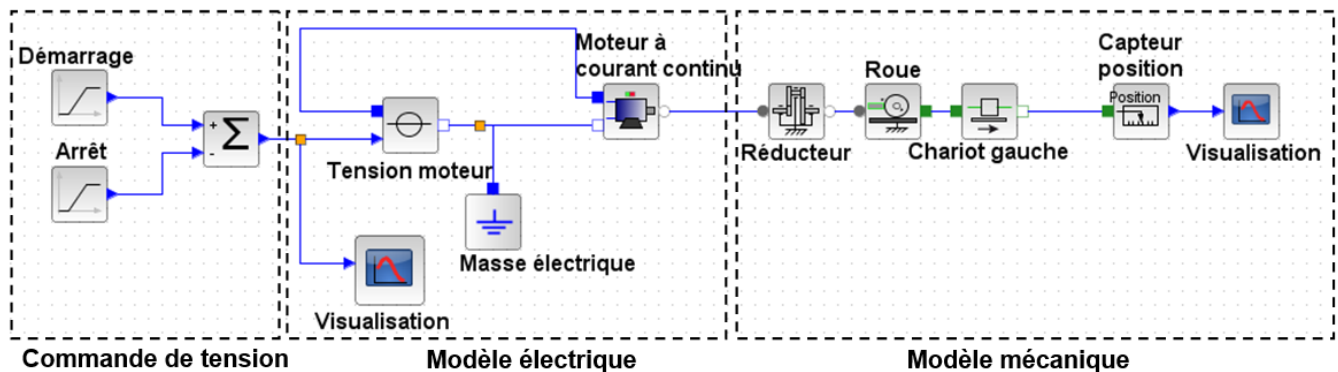 Démarrage
+
Σ
-
Arrêt
Commande de tension
Tension moteur
Masse électrique
Visualisation
Moteur à
courant continu
Modèle électrique
Réducteur
Roue
Chariot gauche
Capteur
position
Position
Visualisation
Modèle mécanique